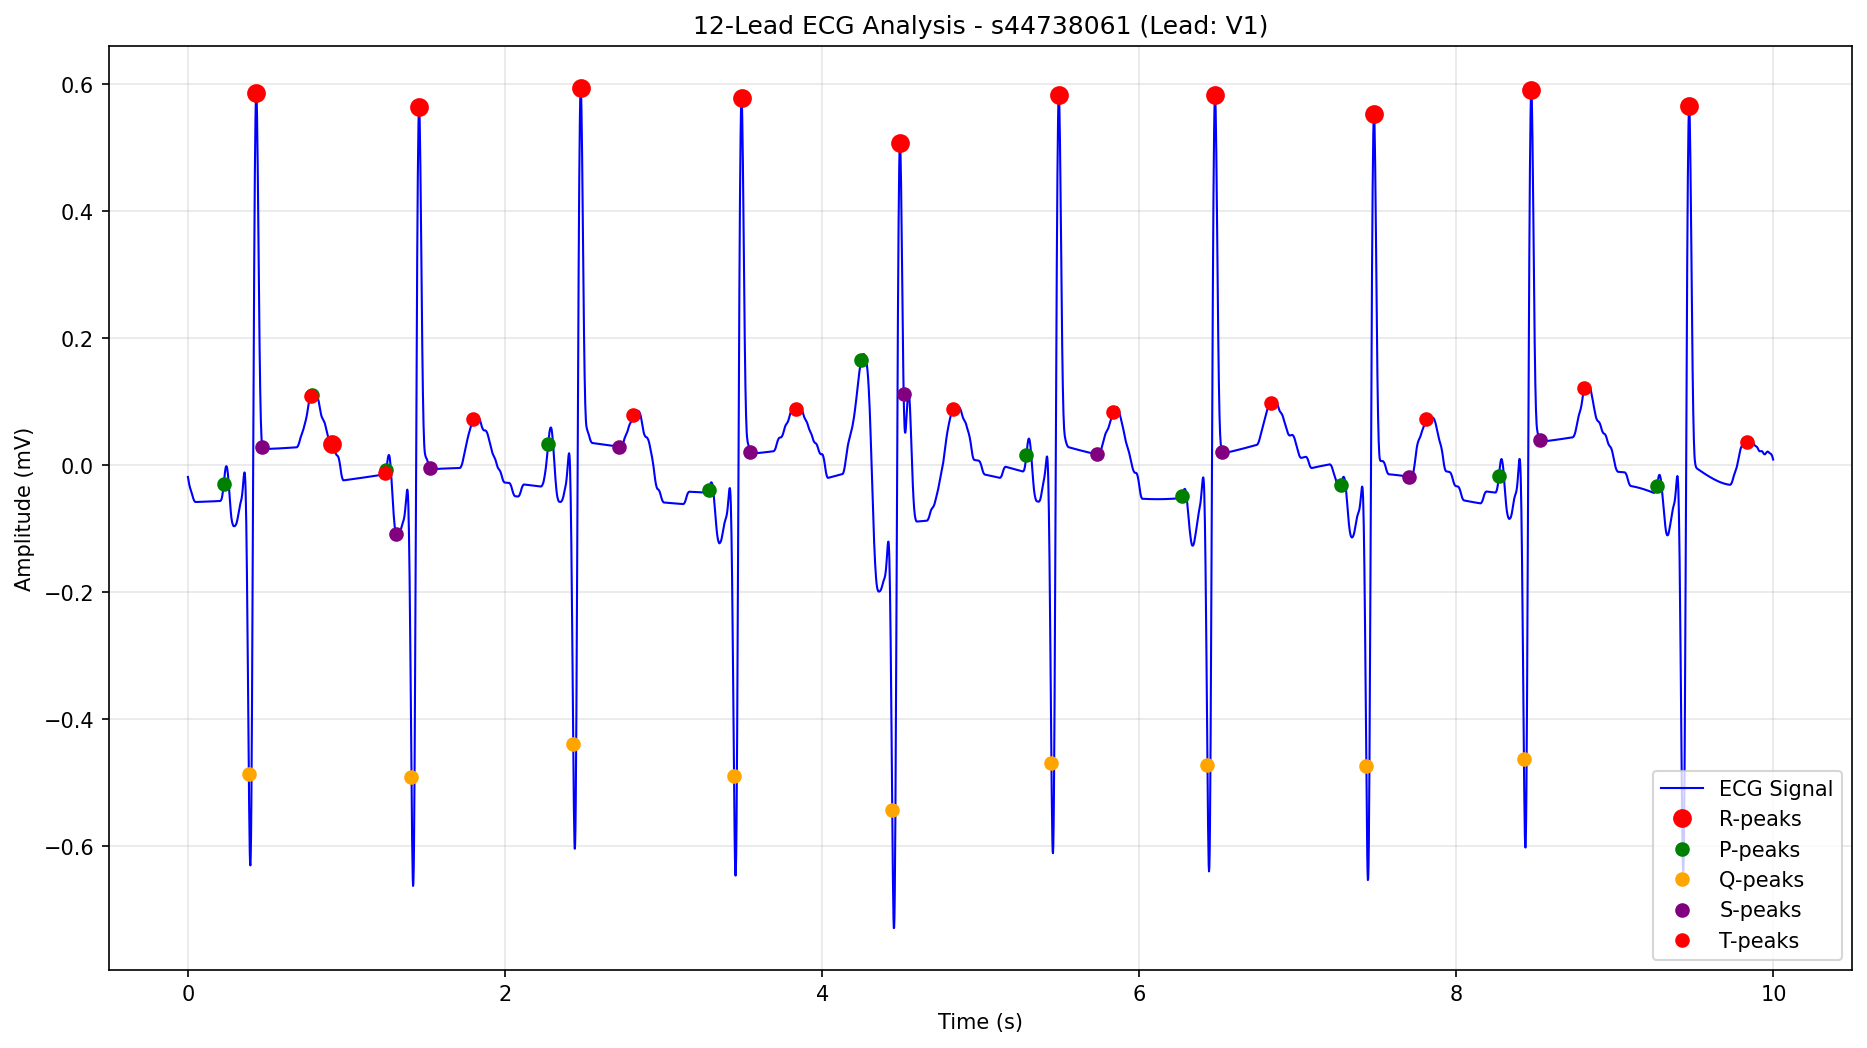 12-Lead ECG Analysis - s44738061 (Lead: V1)
Amplitude (mV)
0.6
0.4
0.2
0.0
−0.2
−0.4
−0.6
ECG Signal
R-peaks
P-peaks
Q-peaks
S-peaks
T-peaks
0 2 4 6 8 10
Time (s)